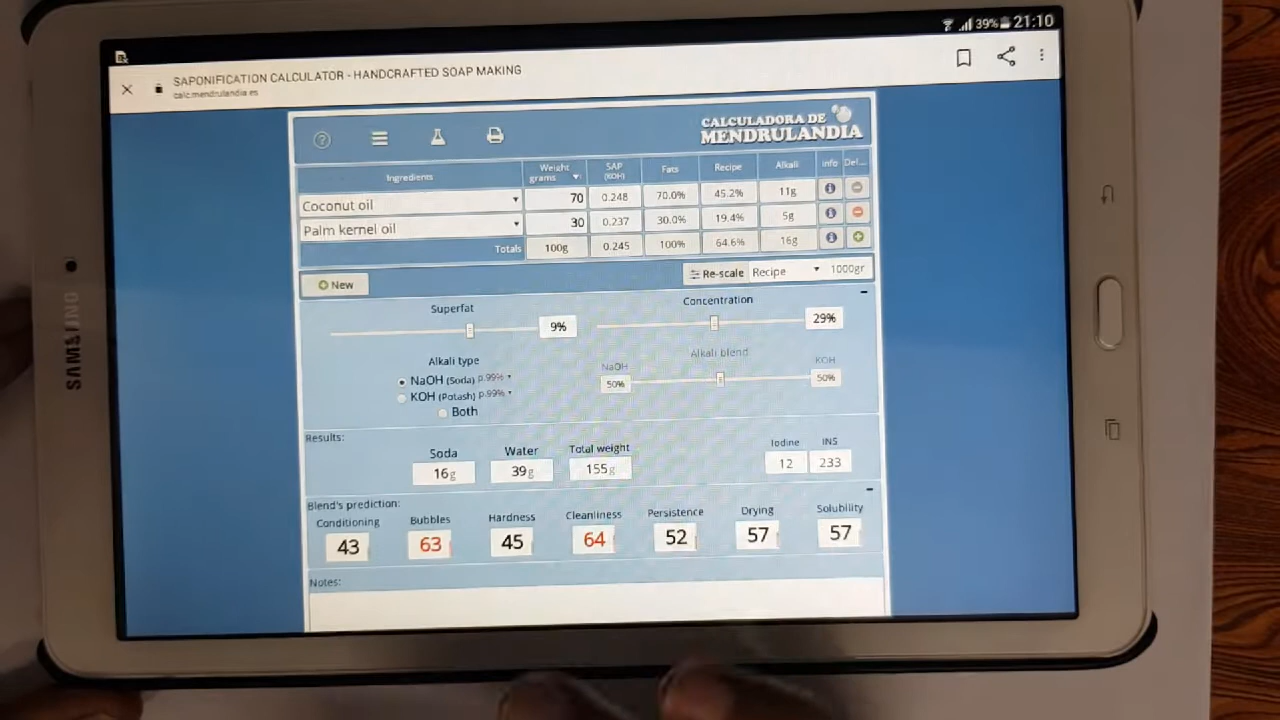 39% 21:10
SAPONIFICATION CALCULATOR - HANDCRAFTED SOAP MAKING
calc.mendrulandia.es
CALCULADORA DE
MENDRULANDIA
Ingredients Weight grams SAP (KOH) Fats Recipe Alkali Info Del...
Coconut oil 70 0.248 70.0% 45.2% 11g
Palm kernel oil 30 0.237 30.0% 19.4% 5g
Totals 100g 0.245 100% 64.6% 16g
New Re-scale Recipe 1000gr
Superfat Concentration
9% 29%
Alkali type Alkali blend
NaOH (Soda) p.99% NaOH KOH
KOH (Potash) p.99% 50% 50%
Both
Results:
Soda Water Total weight Iodine INS
16g 39g 155g 12 233
Blend's prediction:
Conditioning Bubbles Hardness Cleanliness Persistence Drying Solubility
43 63 45 64 52 57 57
Notes:
SAMSUNG